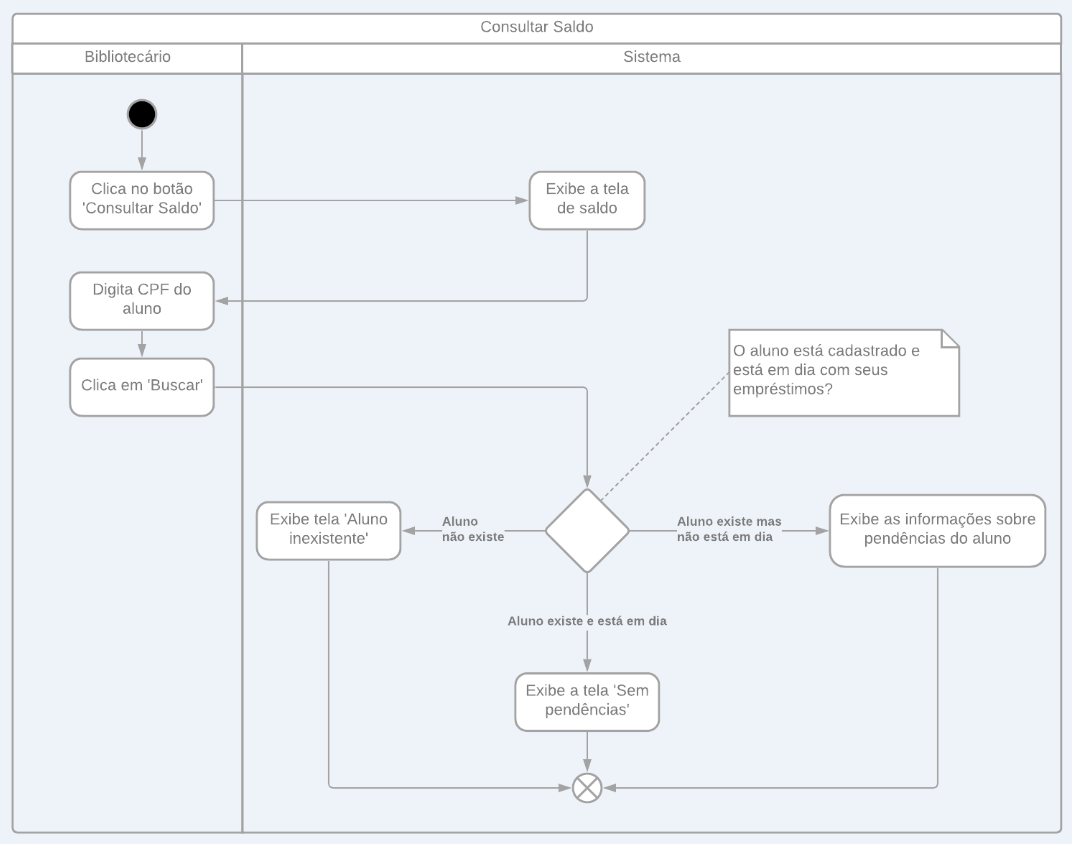 Consultar Saldo
Bibliotecário
Sistema
Clica no botão
'Consultar Saldo'
Exibe a tela
de saldo
Digita CPF do
aluno
Clica em 'Buscar'
O aluno está cadastrado e
está em dia com seus
empréstimos?
Exibe tela 'Aluno
inexistente'
Aluno
não existe
Aluno existe mas
não está em dia
Exibe as informações sobre
pendências do aluno
Aluno existe e está em dia
Exibe a tela 'Sem
pendências'